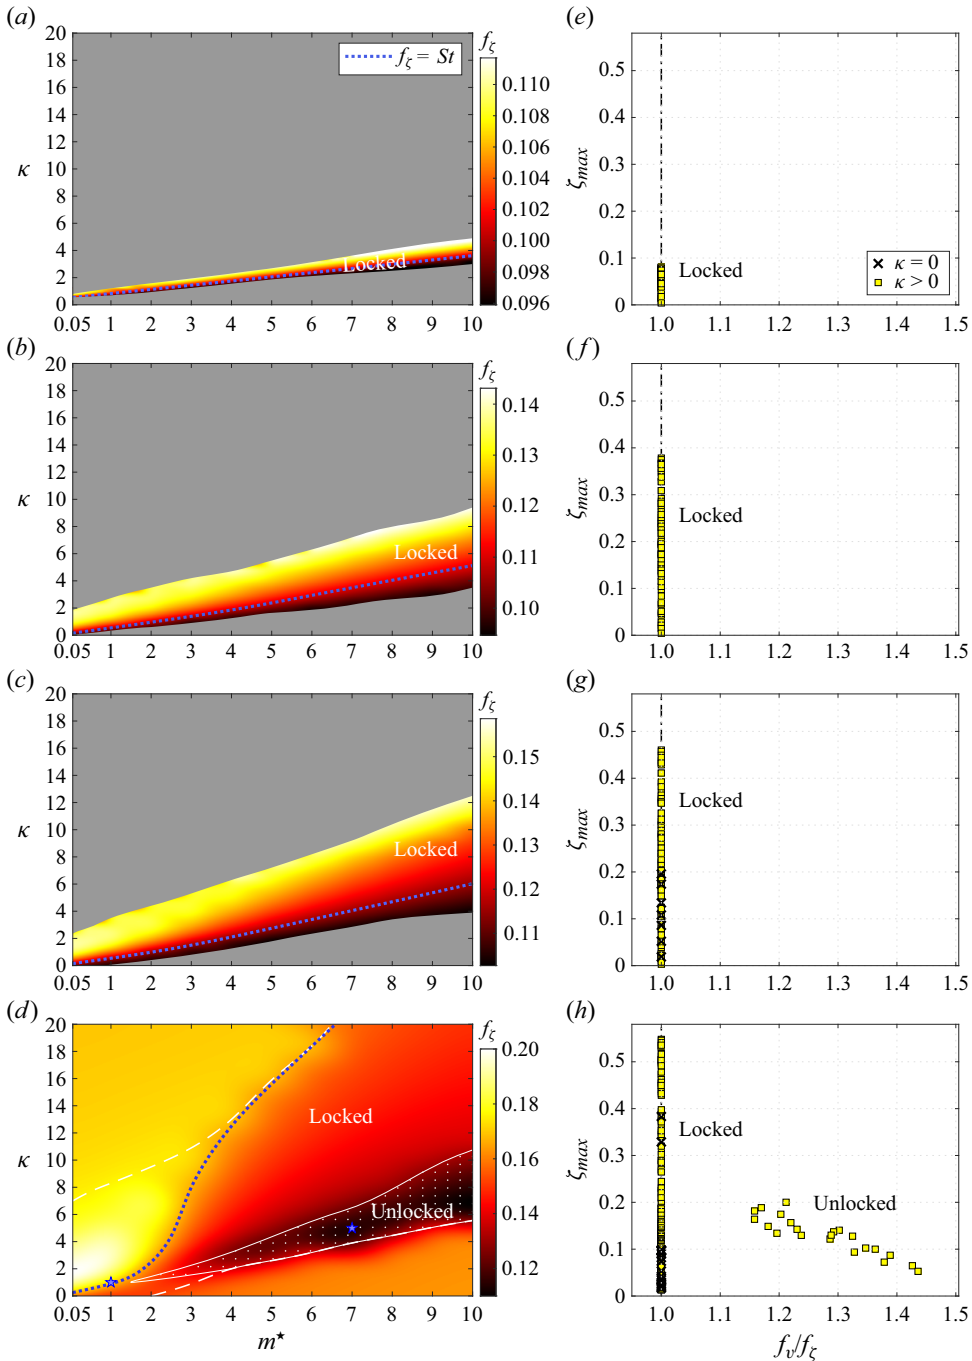 (a)
20
18
16
14
12
10
8
6
4
2
0
κ
f_ζ = St
Locked
0.05 1 2 3 4 5 6 7 8 9 10
f_ζ
0.110
0.108
0.106
0.104
0.102
0.100
0.098
0.096
(e)
0.5
0.4
0.3
0.2
0.1
0
ζmax
Locked
κ = 0
κ > 0
1.0 1.1 1.2 1.3 1.4 1.5
(b)
20
18
16
14
12
10
8
6
4
2
0
κ
Locked
0.05 1 2 3 4 5 6 7 8 9 10
f_ζ
0.14
0.13
0.12
0.11
0.10
(f)
0.5
0.4
0.3
0.2
0.1
0
ζmax
Locked
1.0 1.1 1.2 1.3 1.4 1.5
(c)
20
18
16
14
12
10
8
6
4
2
0
κ
Locked
0.05 1 2 3 4 5 6 7 8 9 10
f_ζ
0.15
0.14
0.13
0.12
0.11
(g)
0.5
0.4
0.3
0.2
0.1
0
ζmax
Locked
1.0 1.1 1.2 1.3 1.4 1.5
(d)
20
18
16
14
12
10
8
6
4
2
0
κ
Locked
Unlocked
0.05 1 2 3 4 5 6 7 8 9 10
m⋆
f_ζ
0.20
0.18
0.16
0.14
0.12
(h)
0.5
0.4
0.3
0.2
0.1
0
ζmax
Locked
Unlocked
1.0 1.1 1.2 1.3 1.4 1.5
f_v/f_ζ